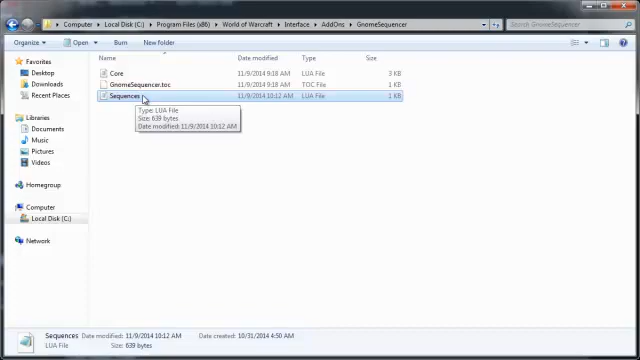 Computer ▸ Local Disk (C:) ▸ Program Files (x86) ▸ World of Warcraft ▸ Interface ▸ AddOns ▸ GnomeSequencer
Search GnomeSequencer
Organize Open Burn New folder
Name Date modified Type Size
Core 11/9/2014 9:18 AM LUA File 3 KB
GnomeSequencer.toc 11/9/2014 9:18 AM TOC File 1 KB
Sequences 11/9/2014 10:12 AM LUA File 1 KB
Type: LUA File
Size: 639 bytes
Date modified: 11/9/2014 10:12 AM
Favorites
Desktop
Downloads
Recent Places
Libraries
Documents
Music
Pictures
Videos
Homegroup
Computer
Local Disk (C:)
Network
Sequences Date modified: 11/9/2014 10:12 AM Date created: 10/31/2014 4:50 AM
LUA File Size: 639 bytes